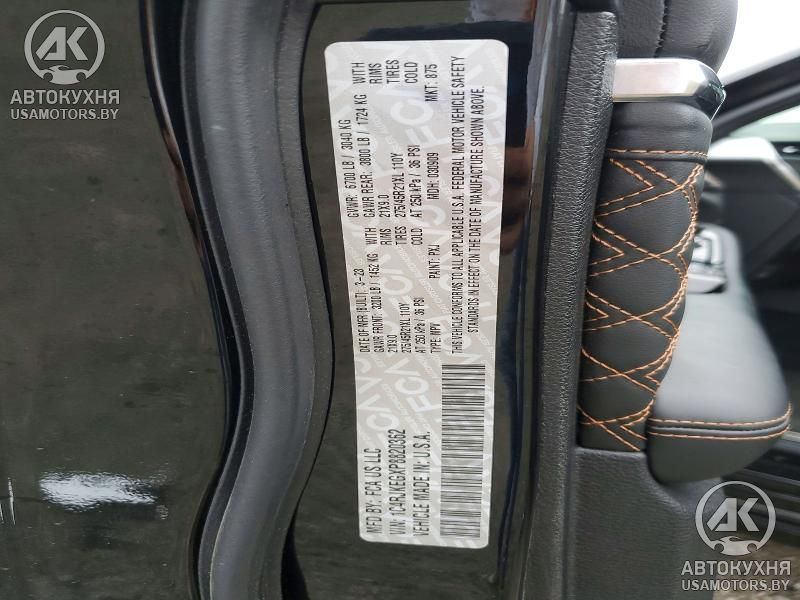 AK
АВТОКУХНЯ
USAMOTORS.BY
MFD BY: FCA US LLC
DATE OF MFR (BUILT): 3-23
GVWR: 6700 LB / 3040 KG
GAWR FRONT: 3200 LB / 1452 KG WITH
GAWR REAR: 3800 LB / 1724 KG WITH
21X9.0 RIMS
21X9.0 RIMS
275/45R21XL 110Y TIRES
275/45R21XL 110Y TIRES
AT 250 kPa / 36 PSI COLD
AT 250 kPa / 36 PSI COLD
VIN:
TYPE: MPV
PAINT: PXJ
MDH: 030909
MKT: 875
VEHICLE MADE IN: U.S.A.
THIS VEHICLE CONFORMS TO ALL APPLICABLE U.S.A. FEDERAL MOTOR VEHICLE SAFETY
STANDARDS IN EFFECT ON THE DATE OF MANUFACTURE SHOWN ABOVE.
AK
АВТОКУХНЯ
USAMOTORS.BY